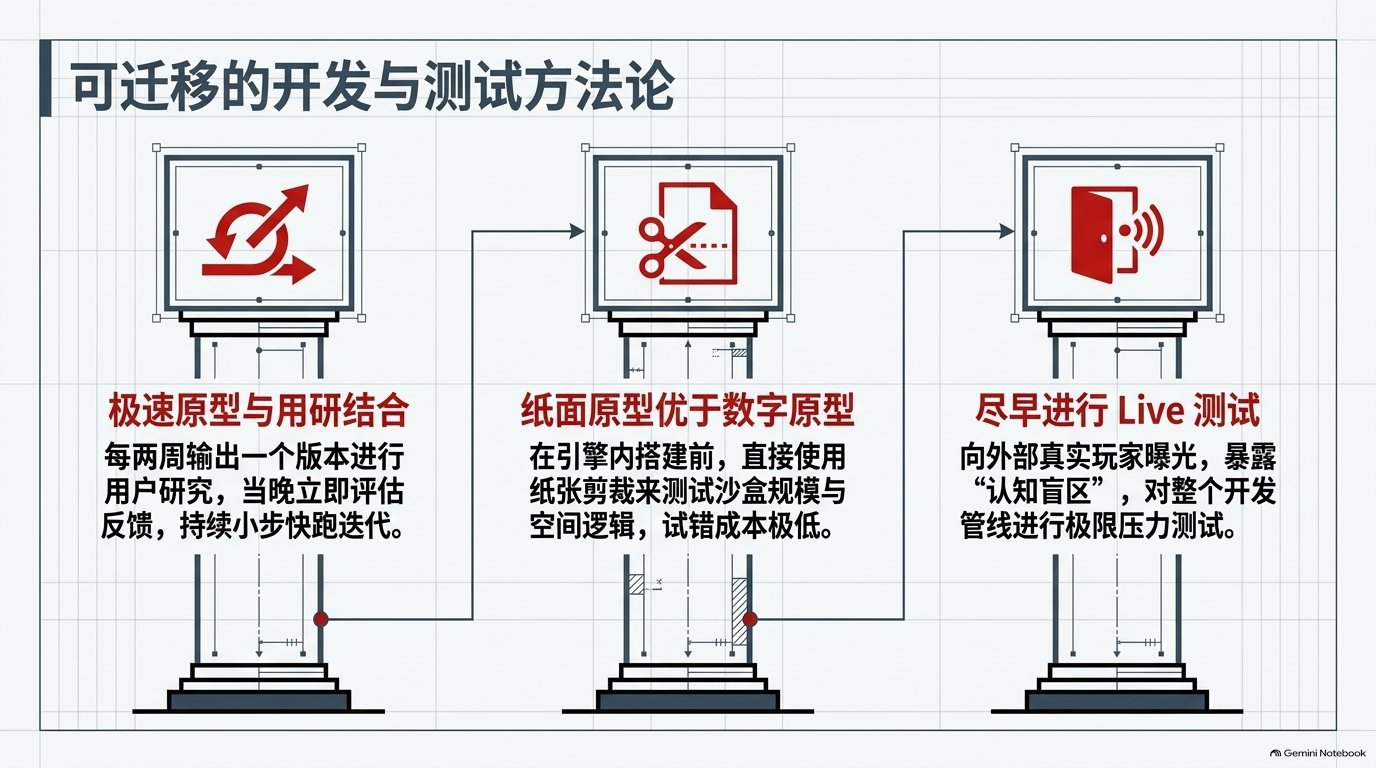 可迁移的开发与测试方法论
极速原型与用研结合
每两周输出一个版本进行
用户研究，当晚立即评估
反馈，持续小步快跑迭代。
纸面原型优于数字原型
在引擎内搭建前，直接使用
纸张剪裁来测试沙盒规模与
空间逻辑，试错成本极低。
尽早进行 Live 测试
向外部真实玩家曝光，暴露
“认知盲区”，对整个开发
管线进行极限压力测试。
Gemini Notebook